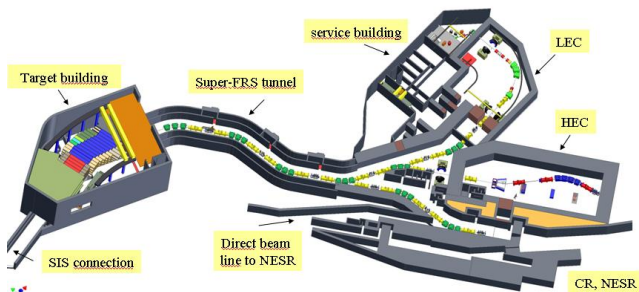 service building
LEC
Target building
Super-FRS tunnel
HEC
Direct beam
line to NESR
SIS connection
CR, NESR